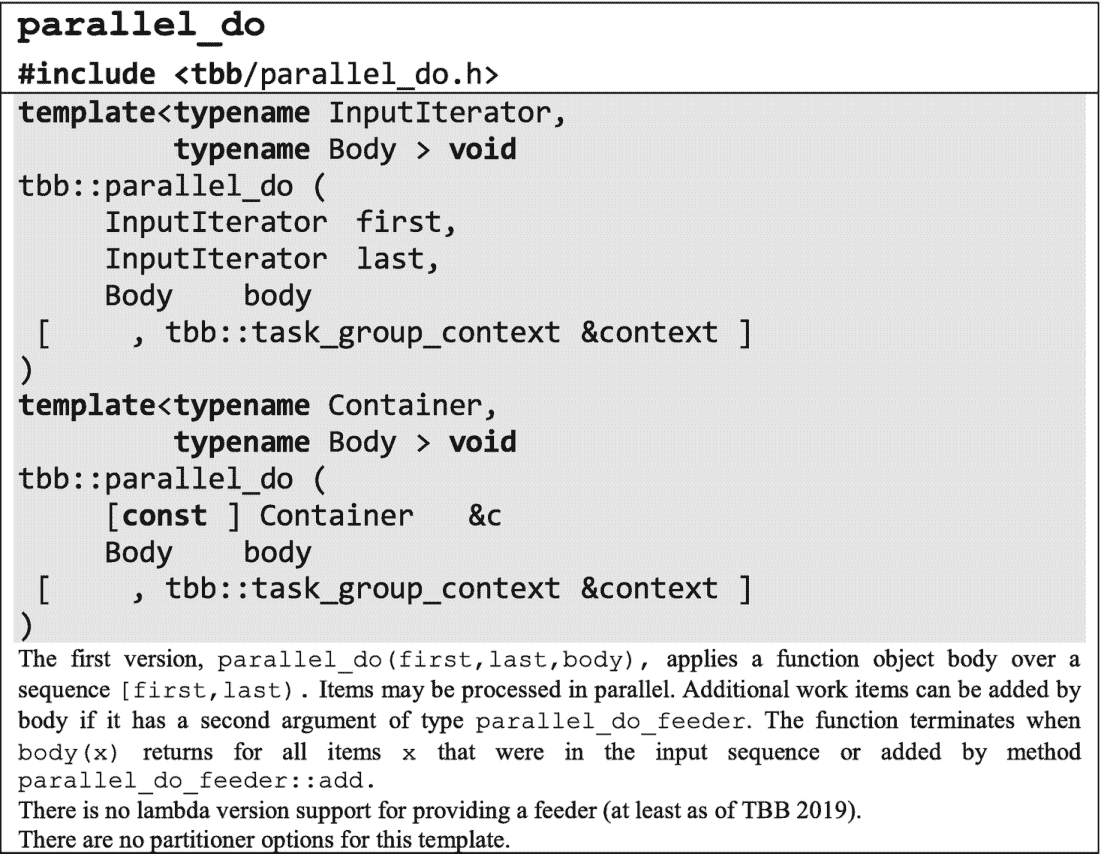 parallel_do
#include <tbb/parallel_do.h>
template<typename InputIterator,
typename Body > void
tbb::parallel_do (
InputIterator first,
InputIterator last,
Body body
[ , tbb::task_group_context &context ]
)
template<typename Container,
typename Body > void
tbb::parallel_do (
[const ] Container &c
Body body
[ , tbb::task_group_context &context ]
)
The first version, parallel_do(first,last,body), applies a function object body over a
sequence [first,last). Items may be processed in parallel. Additional work items can be added by
body if it has a second argument of type parallel_do_feeder. The function terminates when
body(x) returns for all items x that were in the input sequence or added by method
parallel_do_feeder::add.
There is no lambda version support for providing a feeder (at least as of TBB 2019).
There are no partitioner options for this template.